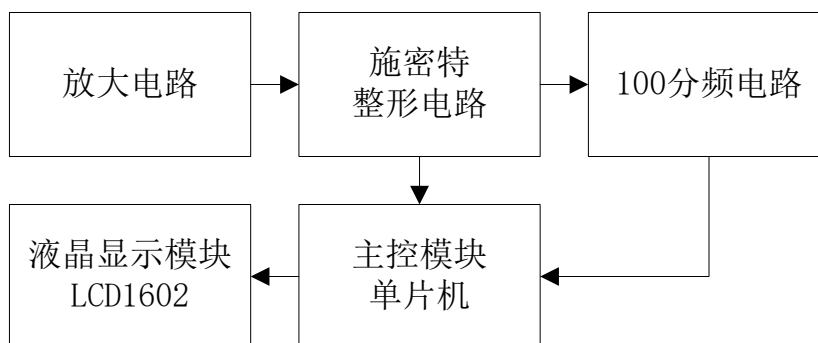 放大电路
施密特
整形电路
100分频电路
液晶显示模块
LCD1602
主控模块
单片机